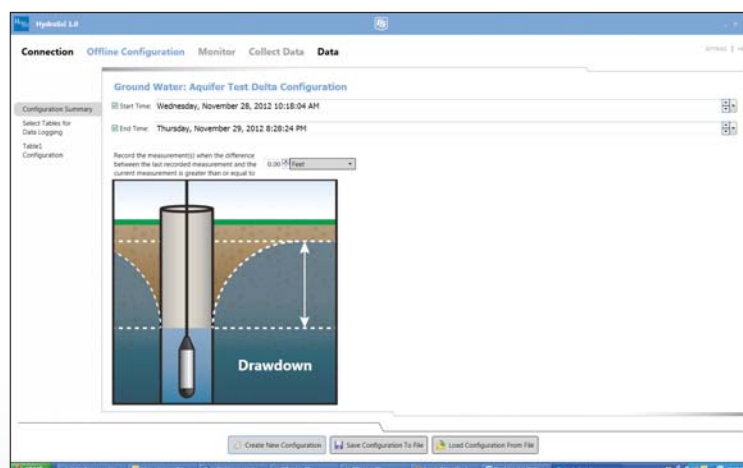 HydroSci 1.0
Connection Offline Configuration Monitor Collect Data Data
Ground Water: Aquifer Test Delta Configuration
Configuration Summary
Select Tables for
Data Logging
Table1
Configuration
Start Time: Wednesday, November 28, 2012 10:18:04 AM
End Time: Thursday, November 29, 2012 8:28:24 PM
Record the measurement(s) when the difference
between the last recorded measurement and the
current measurement is greater than or equal to
0.00 Feet
Drawdown
Create New Configuration Save Configuration To File Load Configuration From File